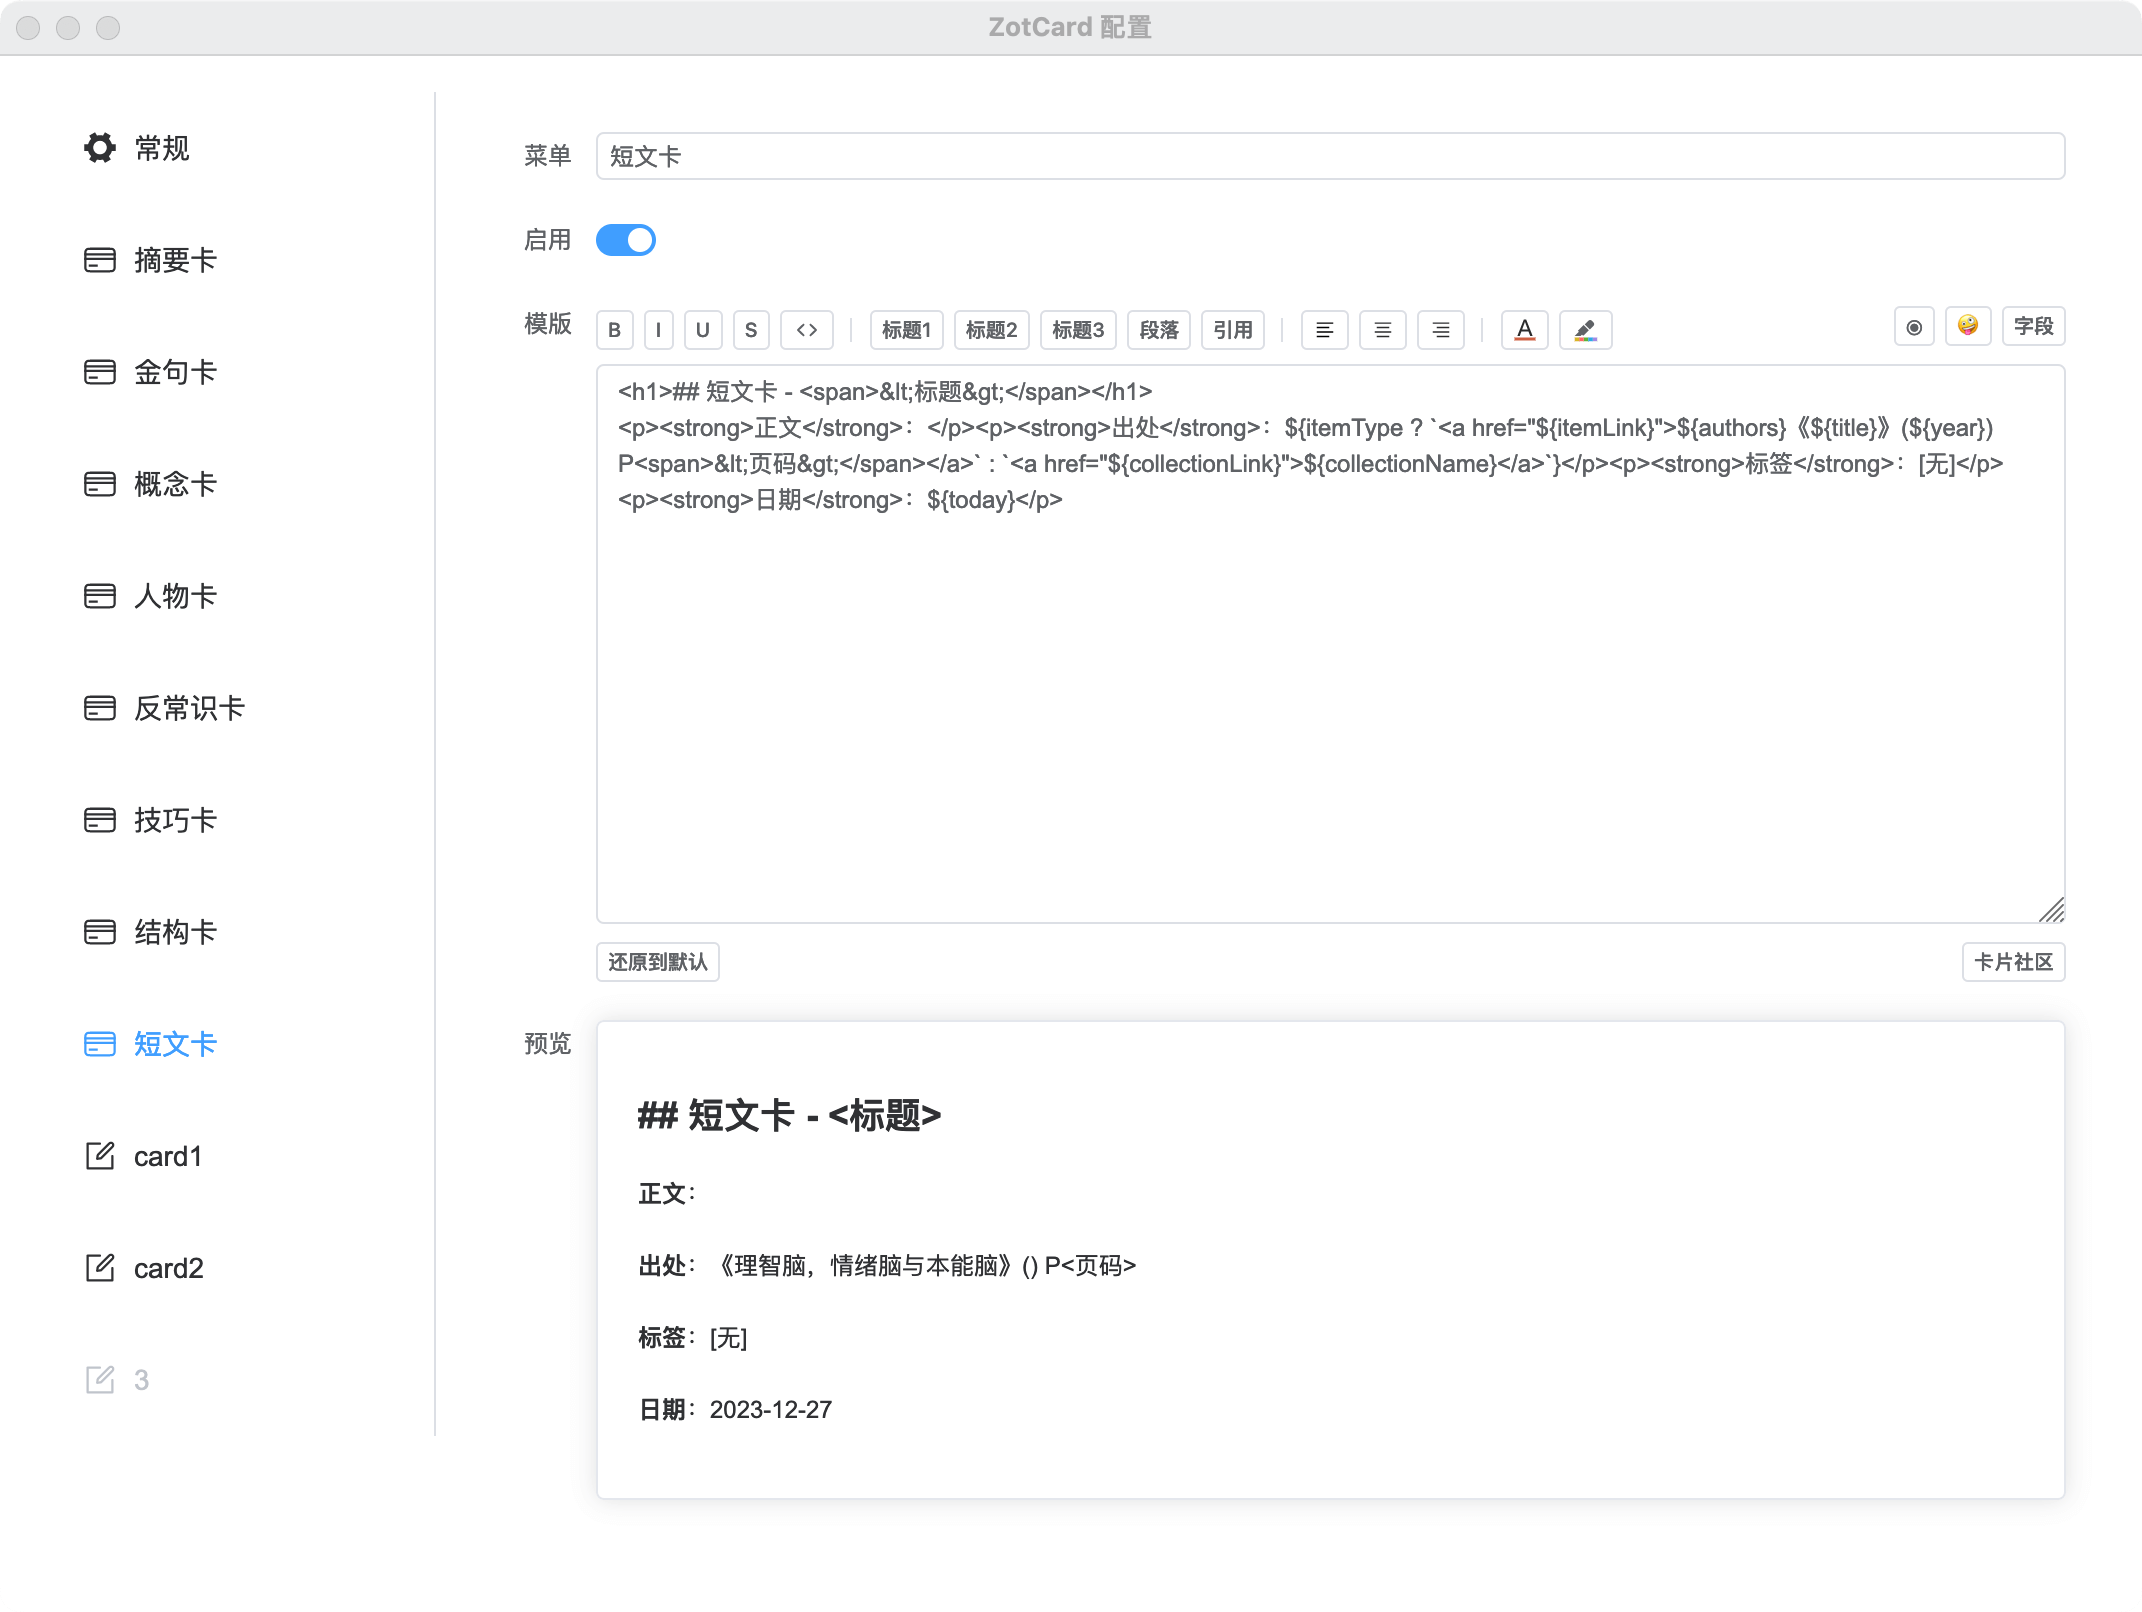 ZotCard 配置
常规
摘要卡
金句卡
概念卡
人物卡
反常识卡
技巧卡
结构卡
短文卡
card1
card2
3
菜单
短文卡
启用
模版
B I U S <> 标题1 标题2 标题3 段落 引用 A 字段
<h1>## 短文卡 - <span>&lt;标题&gt;</span></h1>
<p><strong>正文</strong>：</p><p><strong>出处</strong>：${itemType ? `<a href="${itemLink}">${authors}《${title}》(${year})
P<span>&lt;页码&gt;</span></a>` : `<a href="${collectionLink}">${collectionName}</a>`}</p><p><strong>标签</strong>：[无]</p>
<p><strong>日期</strong>：${today}</p>
还原到默认
卡片社区
预览
## 短文卡 - <标题>
正文：
出处：《理智脑，情绪脑与本能脑》() P<页码>
标签：[无]
日期：2023-12-27